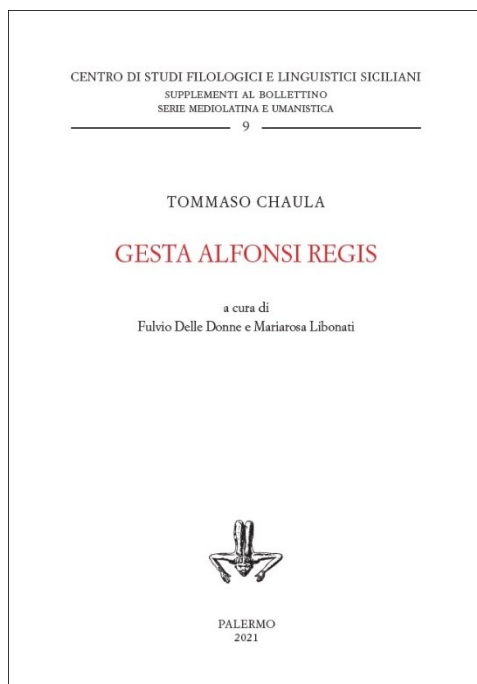 CENTRO DI STUDI FILOLOGICI E LINGUISTICI SICILIANI
SUPPLEMENTI AL BOLLETTINO
SERIE MEDIOLATINA E UMANISTICA
9
TOMMASO CHAULA
GESTA ALFONSI REGIS
a cura di
Fulvio Delle Donne e Mariarosa Libonati
PALERMO
2021